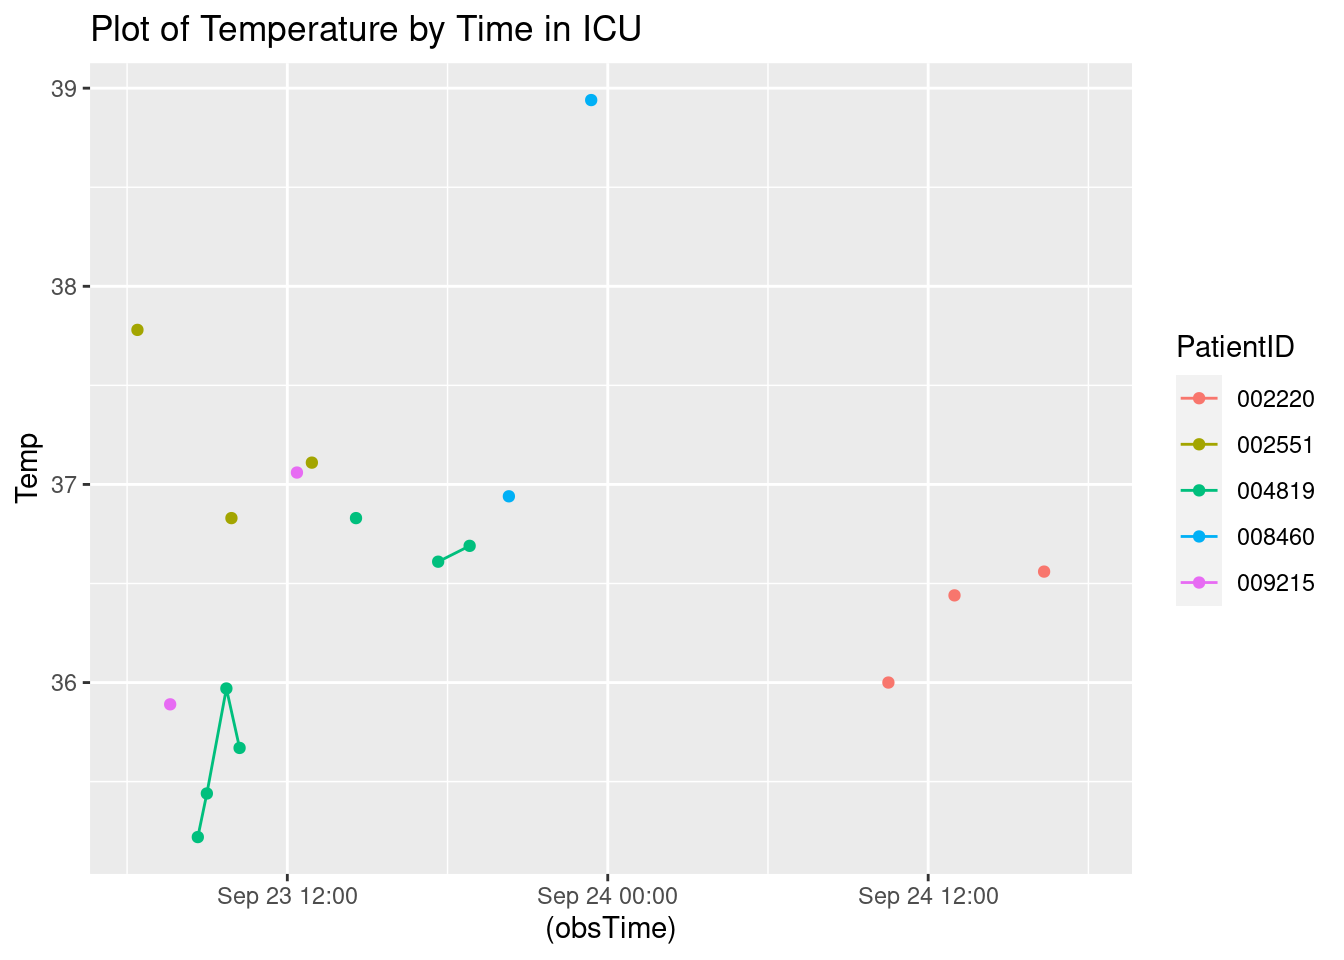 Plot of Temperature by Time in ICU
39
38
37
36
Temp
Sep 23 12:00
Sep 24 00:00
Sep 24 12:00
(obsTime)
PatientID
002220
002551
004819
008460
009215